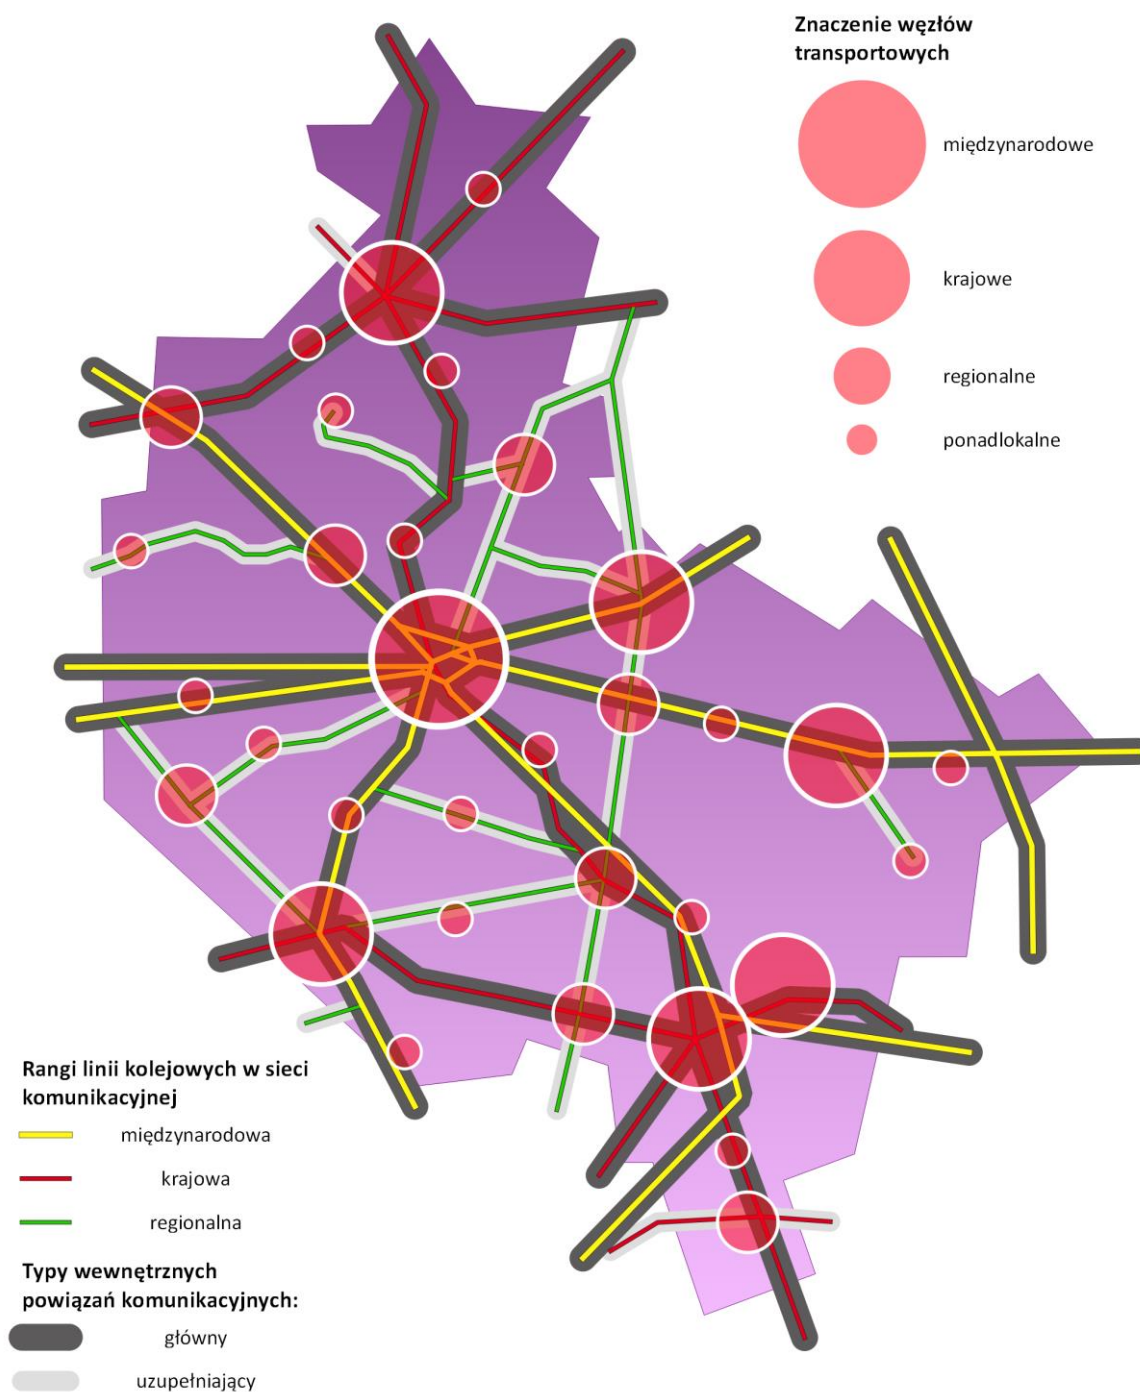 Znaczenie węzłów
transportowych
międzynarodowe
krajowe
regionalne
ponadlokalne
Rangi linii kolejowych w sieci
komunikacyjnej
międzynarodowa
krajowa
regionalna
Typy wewnętrznych
powiązań komunikacyjnych:
główny
uzupełniający